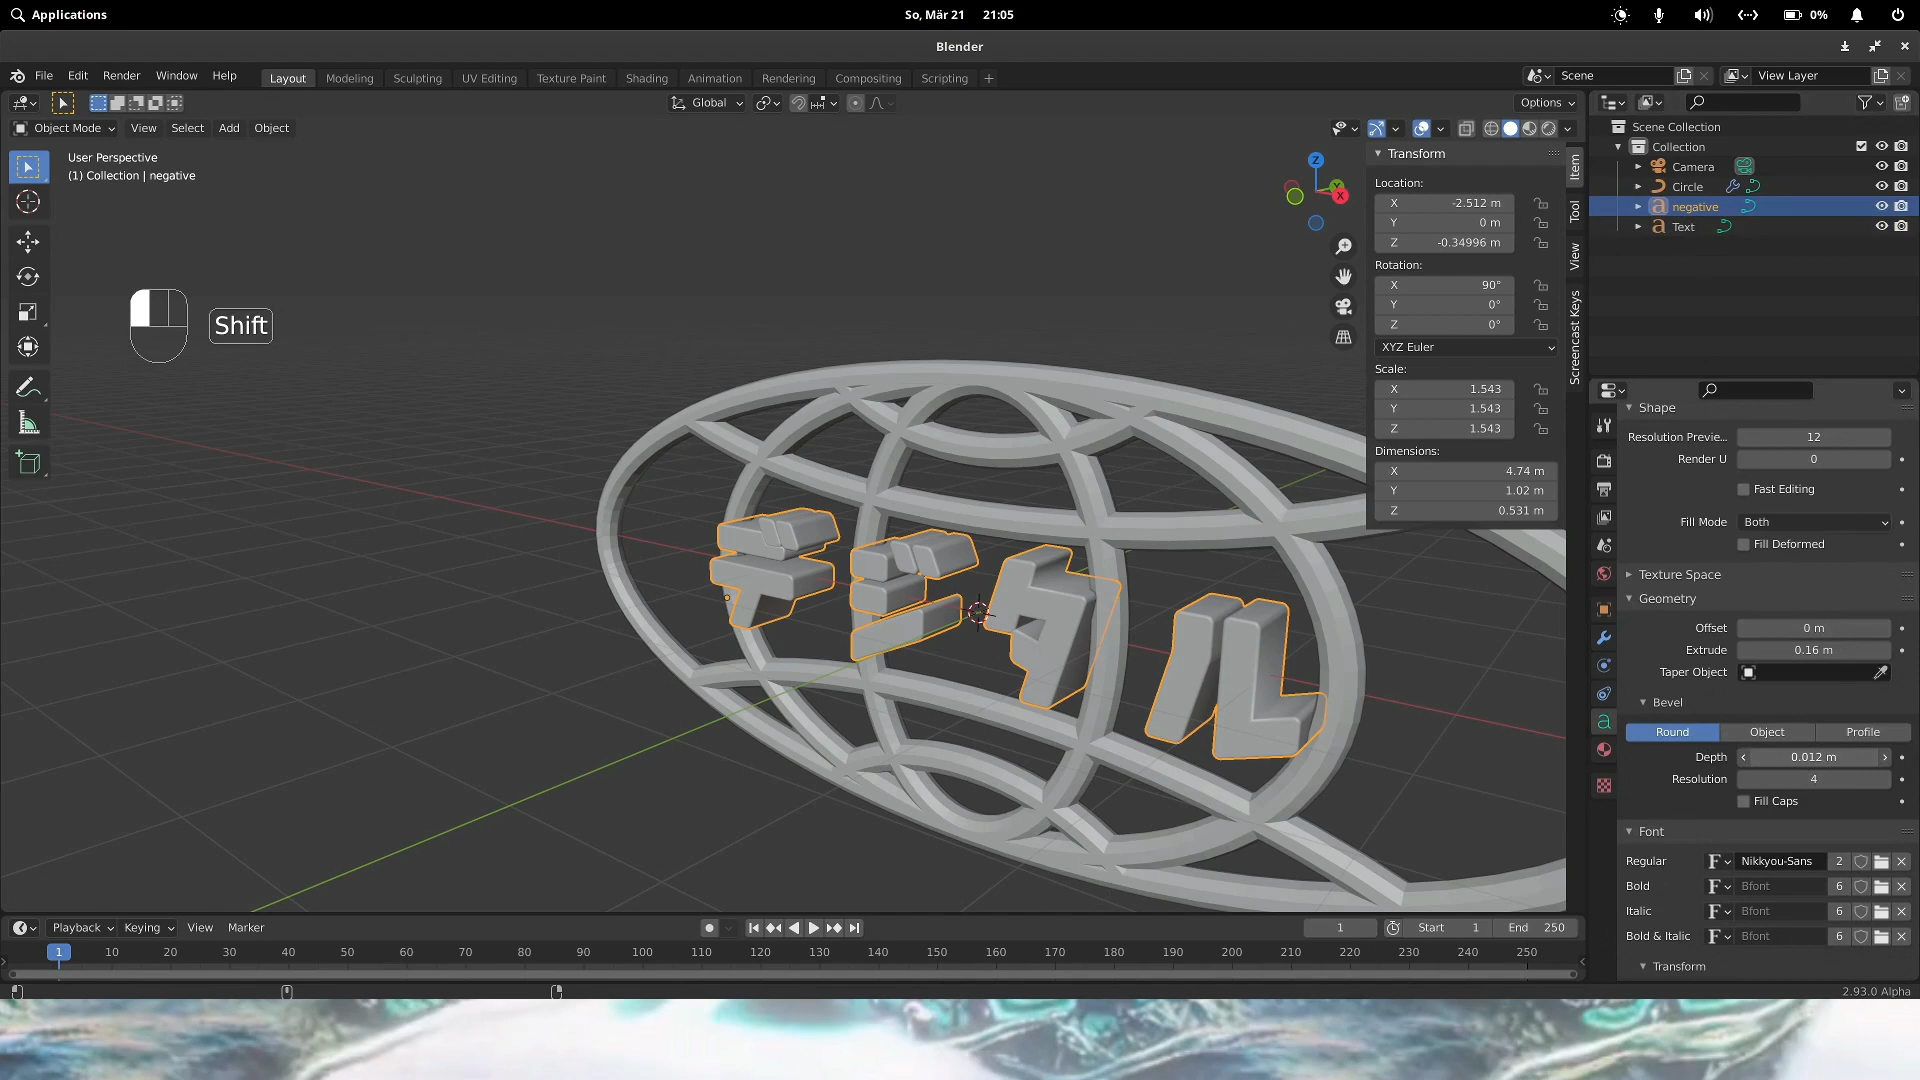 Applications
So, Mär 21 21:05
0%
Blender
File Edit Render Window Help
Layout Modeling Sculpting UV Editing Texture Paint Shading Animation Rendering Compositing Scripting +
Scene
View Layer
Global
Options
Object Mode View Select Add Object
User Perspective
(1) Collection | negative
Shift
Z
Y
X
Transform
Location:
X -2.512 m
Y 0 m
Z -0.34996 m
Rotation:
X 90°
Y 0°
Z 0°
XYZ Euler
Scale:
X 1.543
Y 1.543
Z 1.543
Dimensions:
X 4.74 m
Y 1.02 m
Z 0.531 m
Item
Tool
View
Screencast Keys
Scene Collection
Collection
Camera
Circle
negative
Text
Shape
Resolution Previe... 12
Render U 0
Fast Editing
Fill Mode Both
Fill Deformed
Texture Space
Geometry
Offset 0 m
Extrude 0.16 m
Taper Object
Bevel
Round Object Profile
Depth 0.012 m
Resolution 4
Fill Caps
Font
Regular F Nikkyou-Sans 2
Bold F Bfont 6
Italic F Bfont 6
Bold & Italic F Bfont 6
Transform
Playback Keying View Marker
1 Start 1 End 250
1 10 20 30 40 50 60 70 80 90 100 110 120 130 140 150 160 170 180 190 200 210 220 230 240 250
2.93.0 Alpha